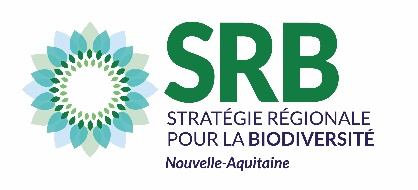 SRB
STRATÉGIE RÉGIONALE
POUR LA BIODIVERSITÉ
Nouvelle-Aquitaine